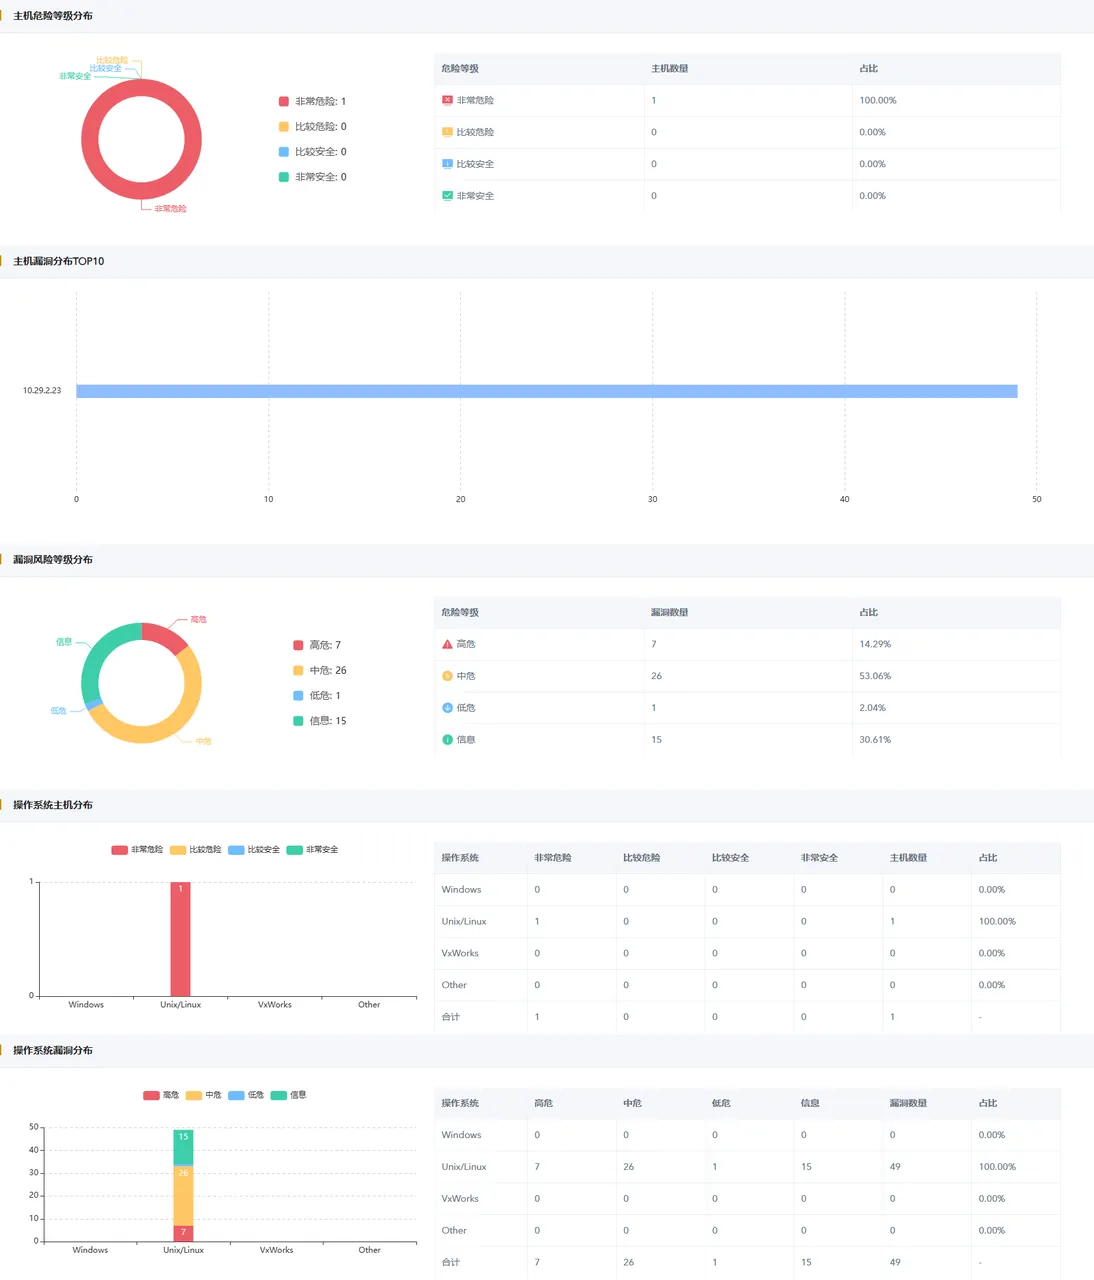 主机危险等级分布
比较危险
比较安全
非常安全
非常危险
非常危险: 1
比较危险: 0
比较安全: 0
非常安全: 0
危险等级 主机数量 占比
非常危险 1 100.00%
比较危险 0 0.00%
比较安全 0 0.00%
非常安全 0 0.00%
主机漏洞分布TOP10
10.29.2.23
0 10 20 30 40 50
漏洞风险等级分布
高危
信息
低危
中危
高危: 7
中危: 26
低危: 1
信息: 15
危险等级 漏洞数量 占比
高危 7 14.29%
中危 26 53.06%
低危 1 2.04%
信息 15 30.61%
操作系统主机分布
非常危险 比较危险 比较安全 非常安全
1
1
0
Windows Unix/Linux VxWorks Other
操作系统 非常危险 比较危险 比较安全 非常安全 主机数量 占比
Windows 0 0 0 0 0 0.00%
Unix/Linux 1 0 0 0 1 100.00%
VxWorks 0 0 0 0 0 0.00%
Other 0 0 0 0 0 0.00%
合计 1 0 0 0 1 -
操作系统漏洞分布
高危 中危 低危 信息
50
15
40
30
26
20
10
7
0
Windows Unix/Linux VxWorks Other
操作系统 高危 中危 低危 信息 漏洞数量 占比
Windows 0 0 0 0 0 0.00%
Unix/Linux 7 26 1 15 49 100.00%
VxWorks 0 0 0 0 0 0.00%
Other 0 0 0 0 0 0.00%
合计 7 26 1 15 49 -